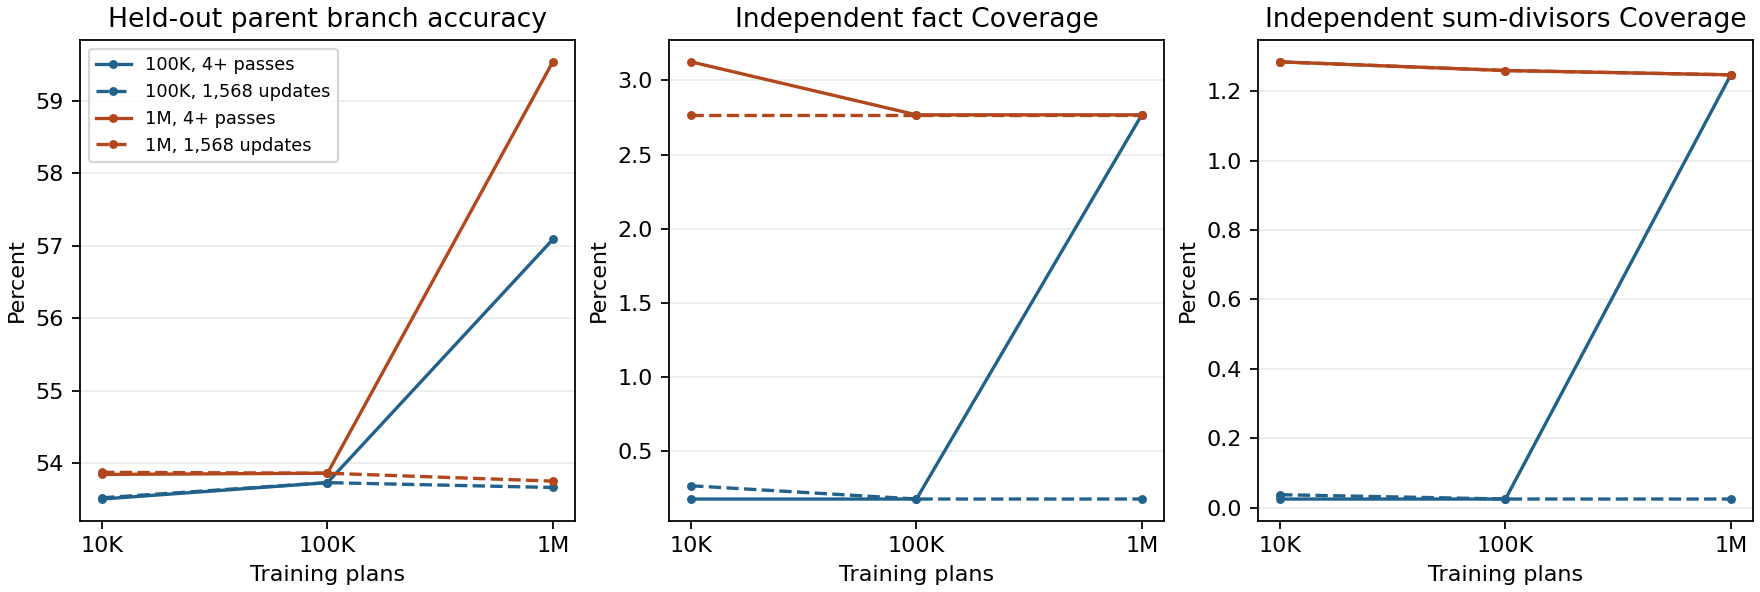 Held-out parent branch accuracy
100K, 4+ passes
100K, 1,568 updates
1M, 4+ passes
1M, 1,568 updates
59
58
57
56
55
54
Percent
10K
100K
1M
Training plans
Independent fact Coverage
3.0
2.5
2.0
1.5
1.0
0.5
Percent
10K
100K
1M
Training plans
Independent sum-divisors Coverage
1.2
1.0
0.8
0.6
0.4
0.2
0.0
Percent
10K
100K
1M
Training plans